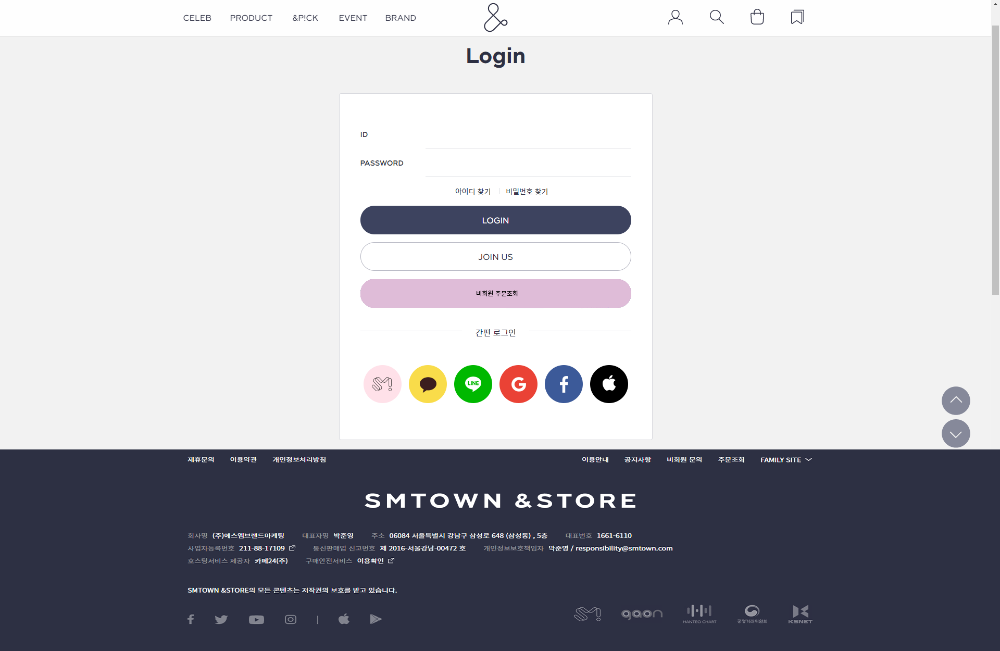 CELEB PRODUCT &P!CK EVENT BRAND
Login
ID
PASSWORD
아이디 찾기 비밀번호 찾기
LOGIN
JOIN US
비회원 주문조회
간편 로그인
LINE
제휴문의 이용약관 개인정보처리방침 이용안내 공지사항 비회원 문의 주문조회 FAMILY SITE
SMTOWN &STORE
회사명 (주)에스엠브랜드마케팅 대표자명 박준영 주소 06084 서울특별시 강남구 삼성로 648 (삼성동) , 5층 대표번호 1661-6110
사업자등록번호 211-88-17109 통신판매업 신고번호 제 2016-서울강남-00472 호 개인정보보호책임자 박준영 / responsibility@smtown.com
호스팅서비스 제공자 카페24(주) 구매안전서비스 이용확인
SMTOWN &STORE의 모든 콘텐츠는 저작권의 보호를 받고 있습니다.
gaon HANTEO CHART 공정거래위원회 KSNET